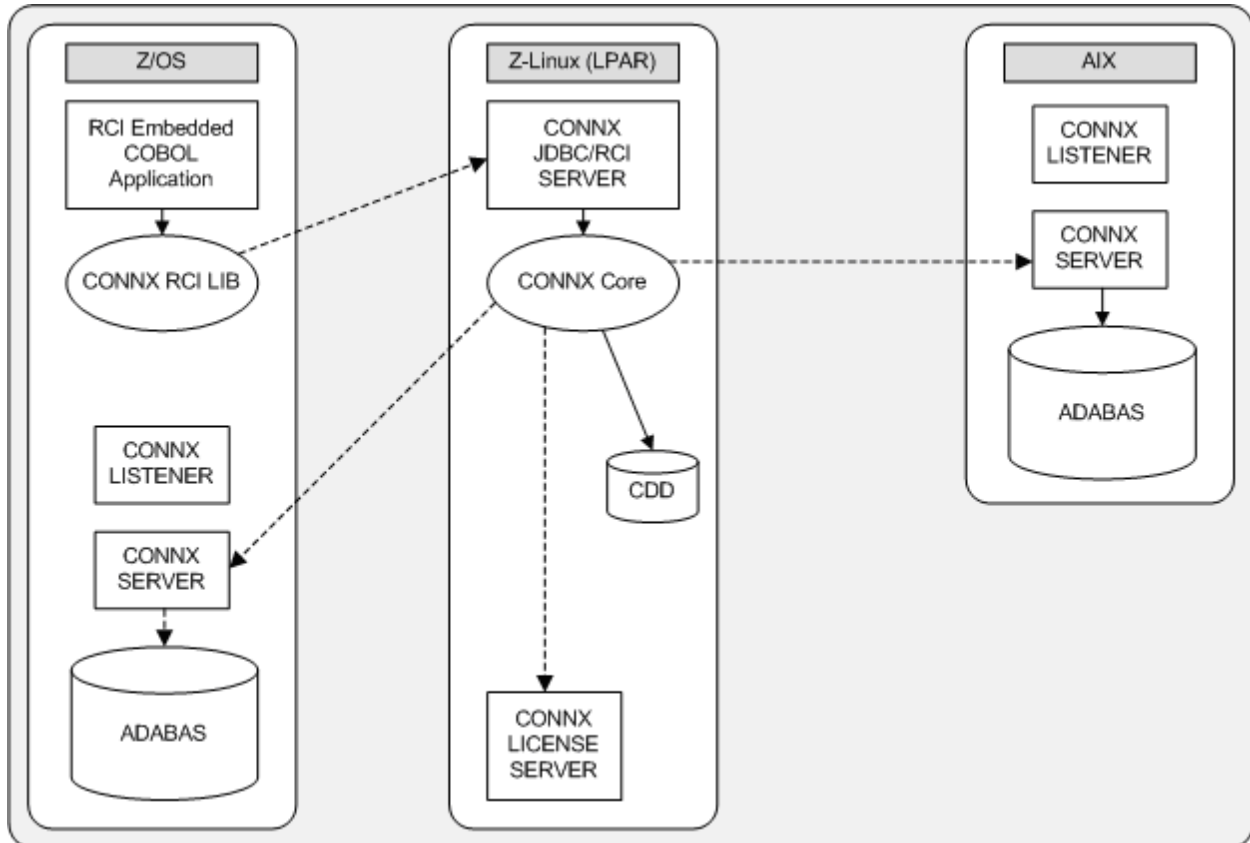 Z/OS
RCI Embedded
COBOL
Application
CONNX RCI LIB
CONNX
LISTENER
CONNX
SERVER
ADABAS
Z-Linux (LPAR)
CONNX
JDBC/RCI
SERVER
CONNX Core
CDD
CONNX
LICENSE
SERVER
AIX
CONNX
LISTENER
CONNX
SERVER
ADABAS